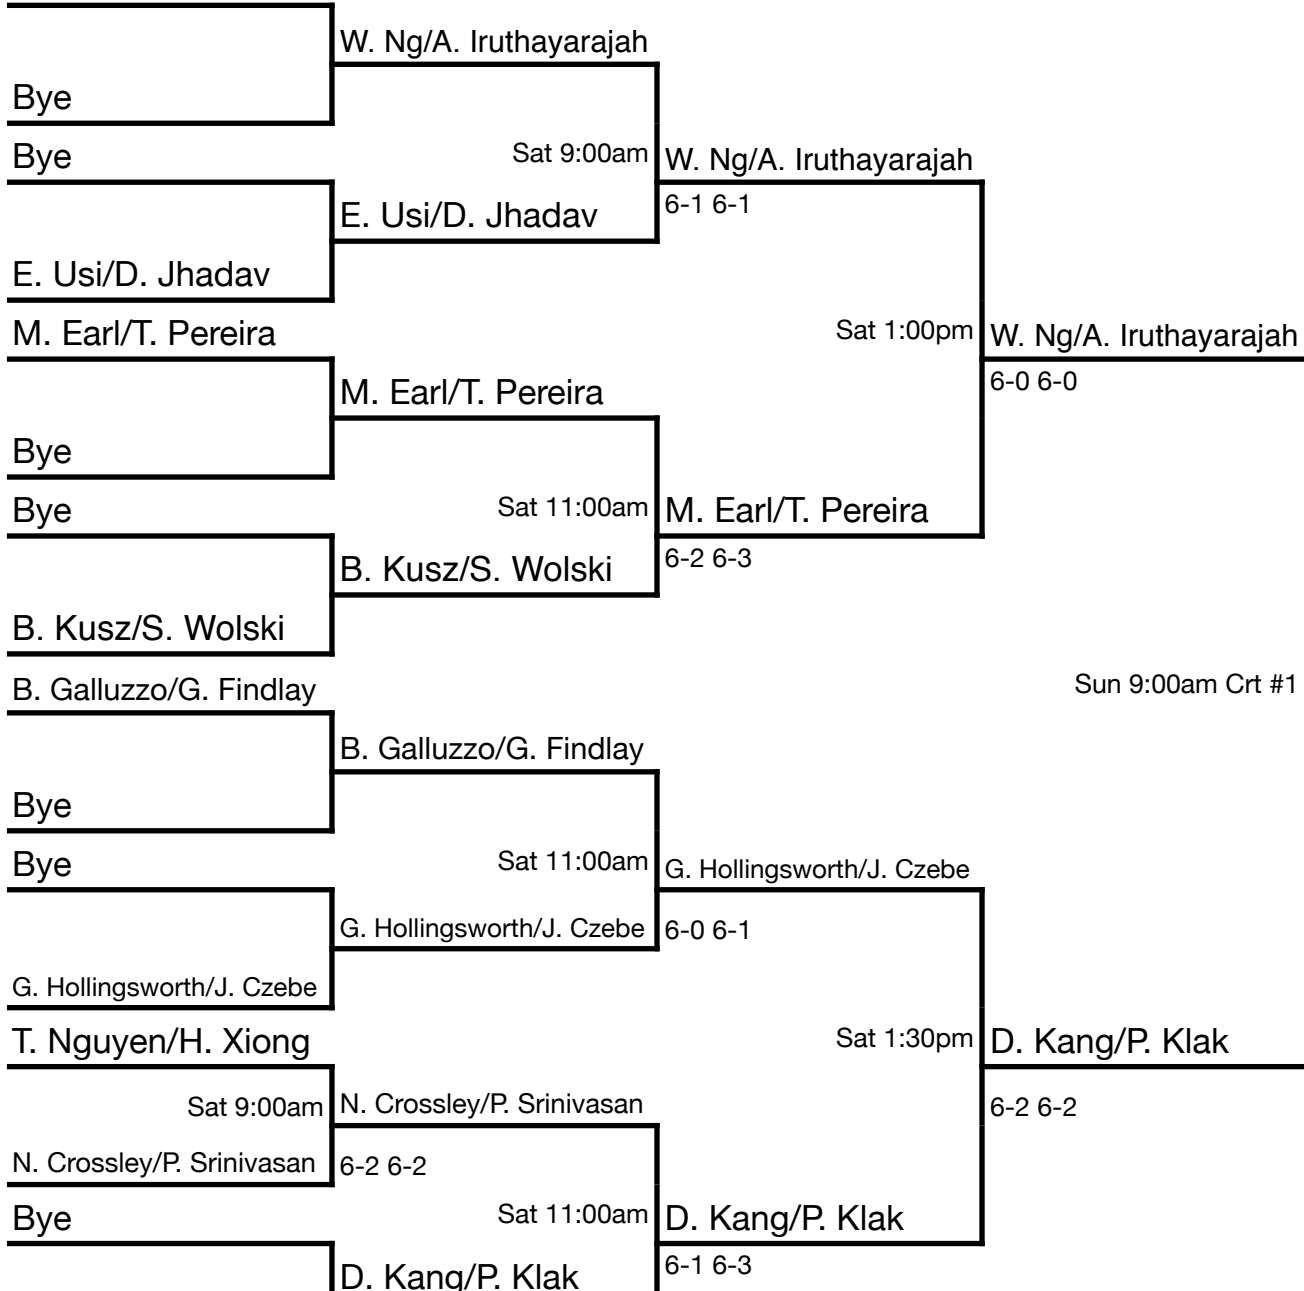 W. Ng/A. Iruthayarajah
Bye
Bye
Sat 9:00am
W. Ng/A. Iruthayarajah
6-1 6-1
E. Usi/D. Jhadav
E. Usi/D. Jhadav
M. Earl/T. Pereira
Sat 1:00pm
W. Ng/A. Iruthayarajah
6-0 6-0
M. Earl/T. Pereira
Bye
Bye
Sat 11:00am
M. Earl/T. Pereira
6-2 6-3
B. Kusz/S. Wolski
B. Kusz/S. Wolski
B. Galluzzo/G. Findlay
Sun 9:00am Crt #1
B. Galluzzo/G. Findlay
Bye
Bye
Sat 11:00am
G. Hollingsworth/J. Czebe
G. Hollingsworth/J. Czebe
6-0 6-1
G. Hollingsworth/J. Czebe
T. Nguyen/H. Xiong
Sat 1:30pm
D. Kang/P. Klak
Sat 9:00am
N. Crossley/P. Srinivasan
6-2 6-2
N. Crossley/P. Srinivasan
6-2 6-2
Bye
Sat 11:00am
D. Kang/P. Klak
6-1 6-3
D. Kang/P. Klak